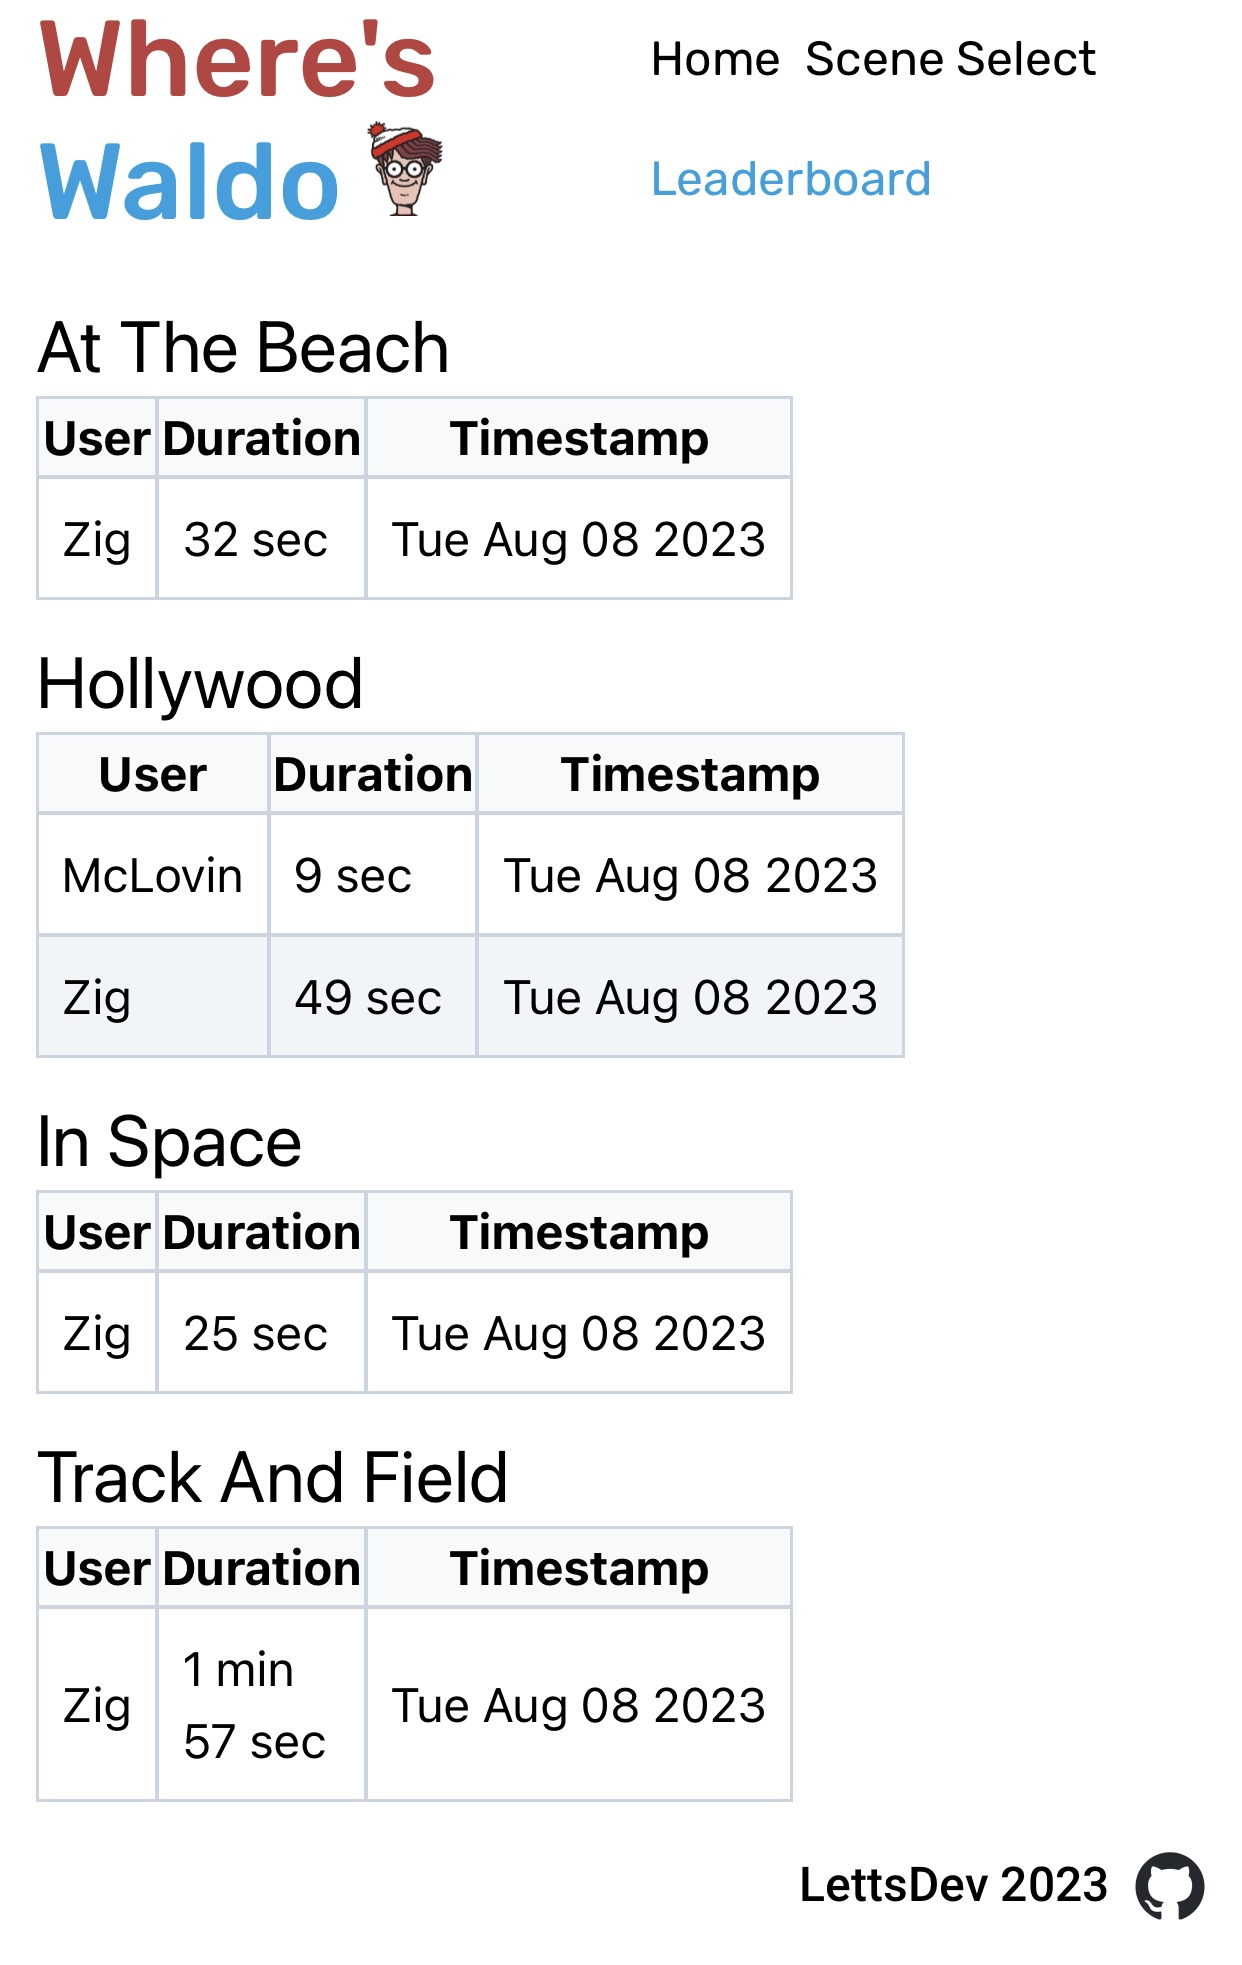 Where's
Waldo
Home Scene Select
Leaderboard
At The Beach
User Duration Timestamp
Zig 32 sec Tue Aug 08 2023
Hollywood
User Duration Timestamp
McLovin 9 sec Tue Aug 08 2023
Zig 49 sec Tue Aug 08 2023
In Space
User Duration Timestamp
Zig 25 sec Tue Aug 08 2023
Track And Field
User Duration Timestamp
Zig 1 min
57 sec Tue Aug 08 2023
LettsDev 2023